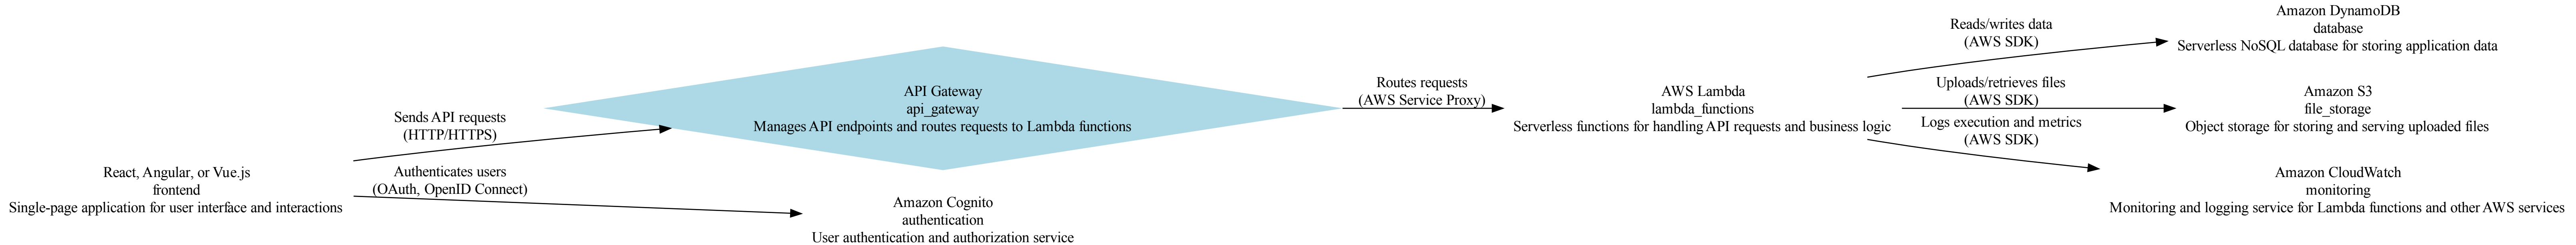 React, Angular, or Vue.js
frontend
Single-page application for user interface and interactions
Sends API requests
(HTTP/HTTPS)
Authenticates users
(OAuth, OpenID Connect)
API Gateway
api_gateway
Manages API endpoints and routes requests to Lambda functions
Amazon Cognito
authentication
User authentication and authorization service
Routes requests
(AWS Service Proxy)
AWS Lambda
lambda_functions
Serverless functions for handling API requests and business logic
Reads/writes data
(AWS SDK)
Uploads/retrieves files
(AWS SDK)
Logs execution and metrics
(AWS SDK)
Amazon DynamoDB
database
Serverless NoSQL database for storing application data
Amazon S3
file_storage
Object storage for storing and serving uploaded files
Amazon CloudWatch
monitoring
Monitoring and logging service for Lambda functions and other AWS services